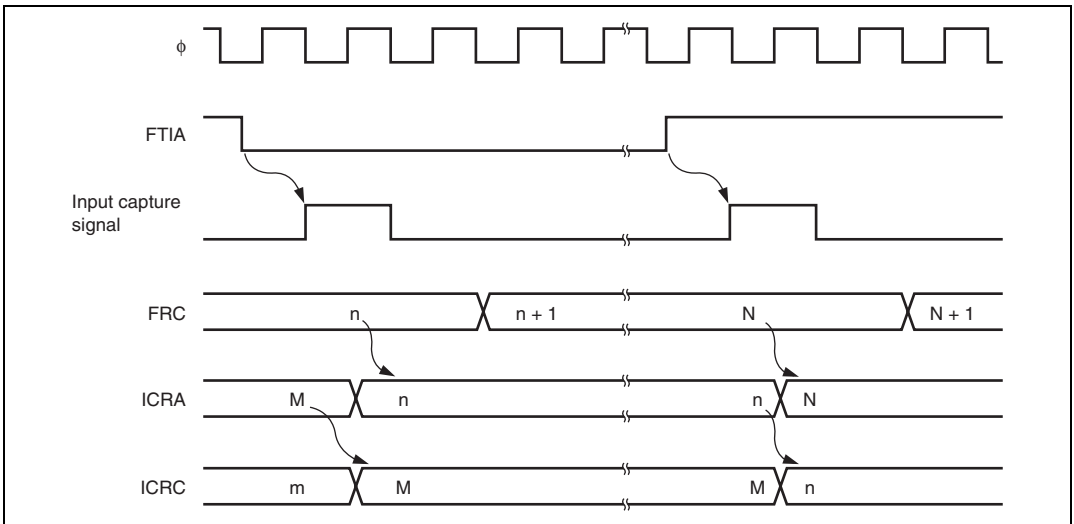 φ
FTIA
Input capture
signal
FRC n n + 1 N N + 1
ICRA M n n N
ICRC m M M n